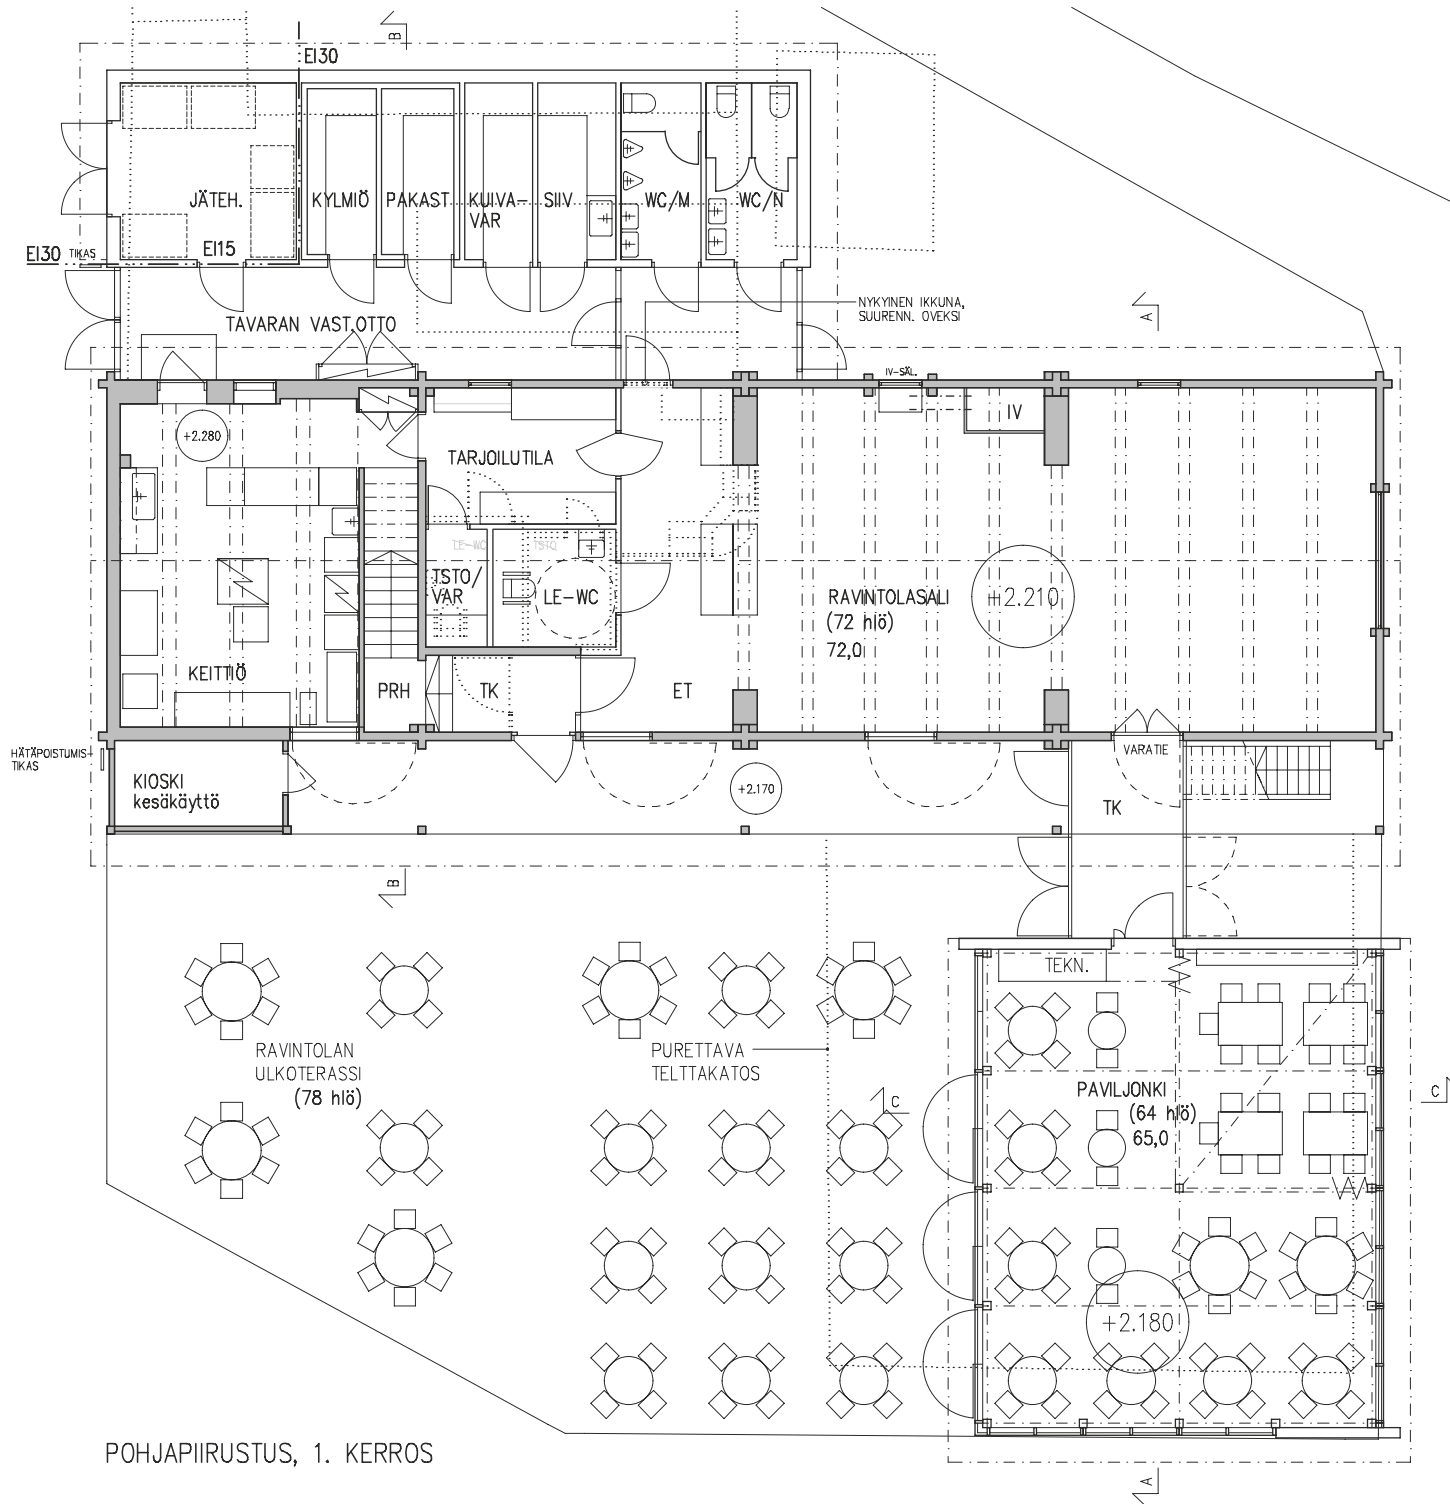 B
EI30
JÄTEH.
KYLMIÖ
PAKAST
KUIVA-
VAR
SIIV
WC/M
WC/N
EI30
TIKAS
EI15
TAVARAN VAST.OTTO
NYKYINEN IKKUNA,
SUURENN. OVEKSI
A
IV-SÄL.
IV
+2.280
TARJOILUTILA
LE-WC
TSTO
TSTO/
VAR
LE-WC
RAVINTOLASALI
(72 hlö)
72,0
+2.210
KEITTIÖ
PRH
TK
ET
HÄTÄPOISTUMIS-
TIKAS
KIOSKI
kesäkäyttö
+2.170
VARATIE
TK
B
TEKN.
RAVINTOLAN
ULKOTERASSI
(78 hlö)
PURETTAVA
TELTTAKATOS
C
PAVILJONKI
(64 hlö)
65,0
C
+2.180
POHJAPIIRUSTUS, 1. KERROS
A